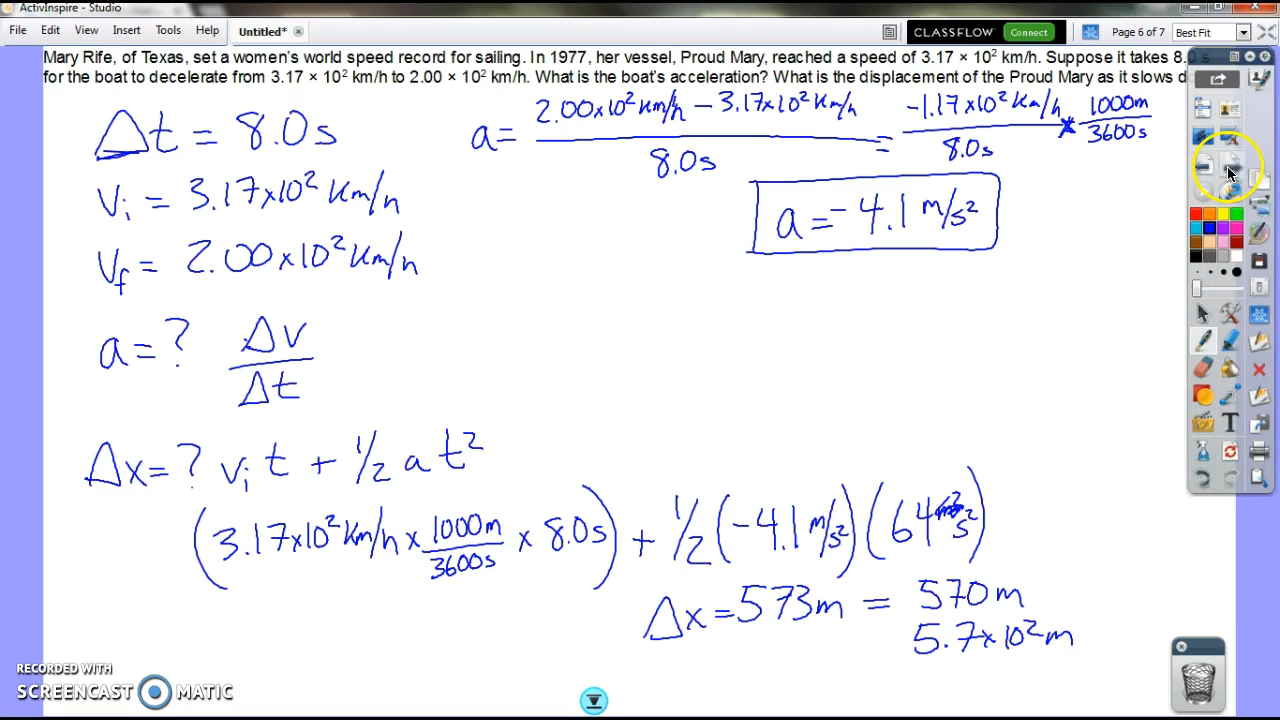 ActivInspire - Studio
File Edit View Insert Tools Help Untitled* CLASSFLOW Connect Page 6 of 7 Best Fit
Mary Rife, of Texas, set a women's world speed record for sailing. In 1977, her vessel, Proud Mary, reached a speed of 3.17 × 10² km/h. Suppose it takes 8.0 s
for the boat to decelerate from 3.17 × 10² km/h to 2.00 × 10² km/h. What is the boat's acceleration? What is the displacement of the Proud Mary as it slows d
Δt = 8.0s
vi = 3.17x10² Km/h
vf = 2.00x10² Km/h
a = ? Δv/Δt
a = (2.00x10² Km/h − 3.17x10² Km/h)/8.0s = (-1.17x10² Km/h)/8.0s x 1000m/3600s
a = -4.1 m/s²
Δx = ? vi t + 1/2 a t²
(3.17x10² Km/h x 1000m/3600s x 8.0s) + 1/2 (-4.1 m/s²) (64 s²)
Δx = 573m = 570m
5.7x10² m
RECORDED WITH
SCREENCAST MATIC
T